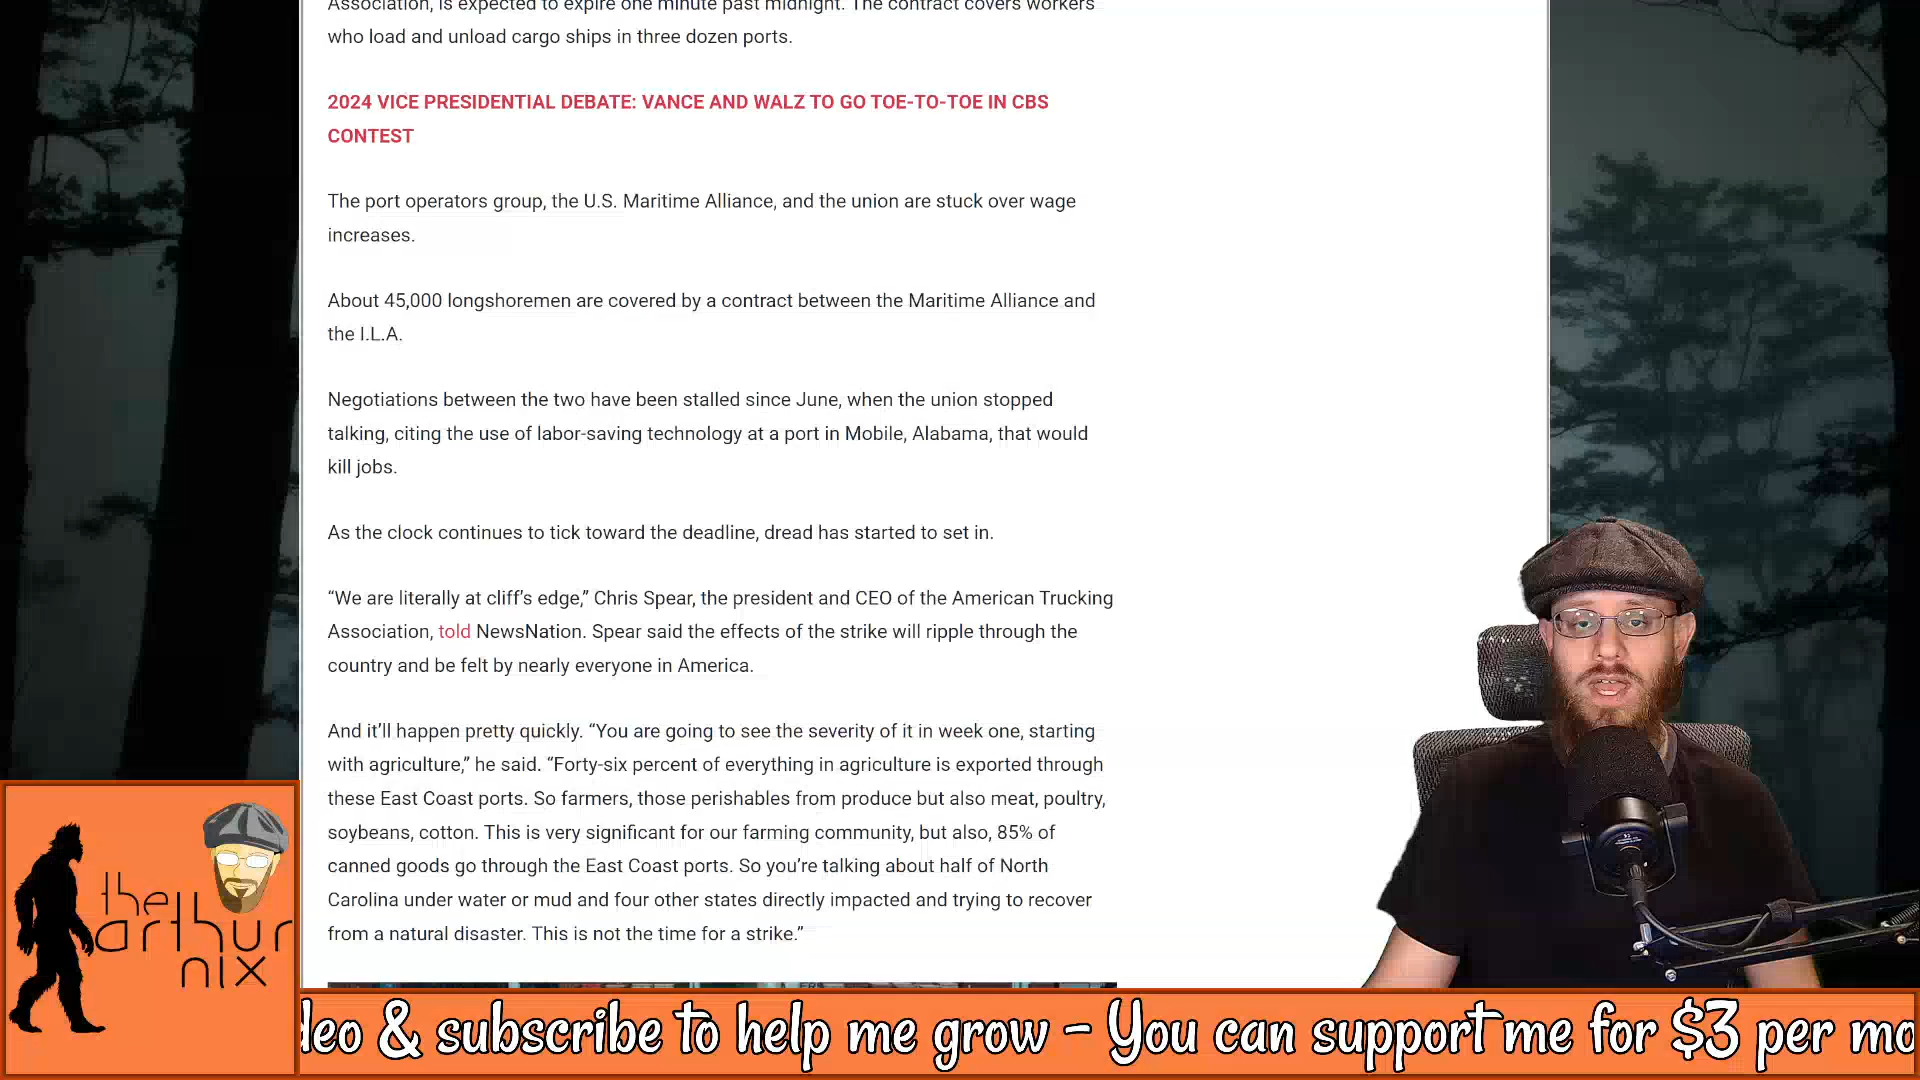 Association, is expected to expire one minute past midnight. The contract covers workers
who load and unload cargo ships in three dozen ports.
2024 VICE PRESIDENTIAL DEBATE: VANCE AND WALZ TO GO TOE-TO-TOE IN CBS
CONTEST
The port operators group, the U.S. Maritime Alliance, and the union are stuck over wage
increases.
About 45,000 longshoremen are covered by a contract between the Maritime Alliance and
the I.L.A.
Negotiations between the two have been stalled since June, when the union stopped
talking, citing the use of labor-saving technology at a port in Mobile, Alabama, that would
kill jobs.
As the clock continues to tick toward the deadline, dread has started to set in.
“We are literally at cliff’s edge,” Chris Spear, the president and CEO of the American Trucking
Association, told NewsNation. Spear said the effects of the strike will ripple through the
country and be felt by nearly everyone in America.
And it’ll happen pretty quickly. “You are going to see the severity of it in week one, starting
with agriculture,” he said. “Forty-six percent of everything in agriculture is exported through
these East Coast ports. So farmers, those perishables from produce but also meat, poultry,
soybeans, cotton. This is very significant for our farming community, but also, 85% of
canned goods go through the East Coast ports. So you’re talking about half of North
Carolina under water or mud and four other states directly impacted and trying to recover
from a natural disaster. This is not the time for a strike.”
the
arthur
nix
deo & subscribe to help me grow - You can support me for $3 per mo